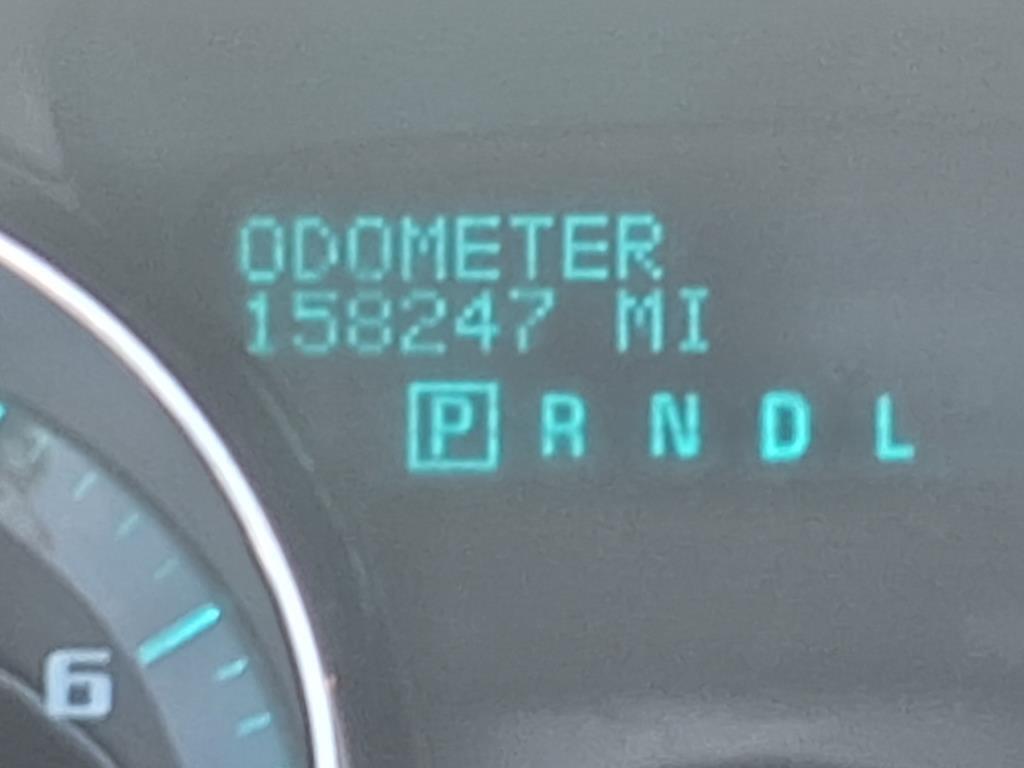 ODOMETER
158247 MI
P R N D L
6